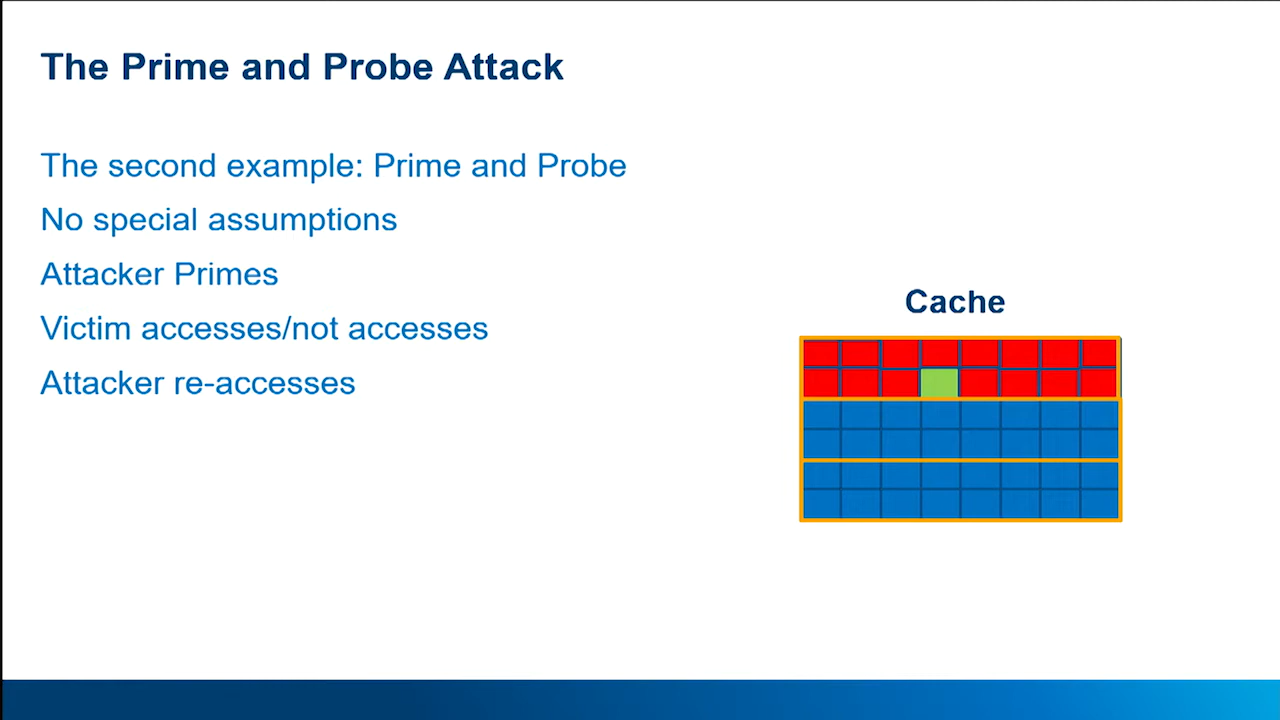 The Prime and Probe Attack
The second example: Prime and Probe
No special assumptions
Attacker Primes
Victim accesses/not accesses
Attacker re-accesses
Cache